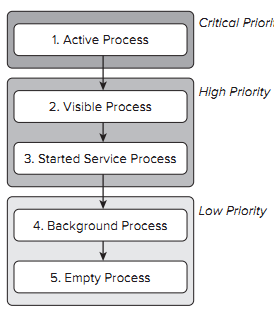 Critical Priori
1. Active Process
High Priority
2. Visible Process
3. Started Service Process
Low Priority
4. Background Process
5. Empty Process